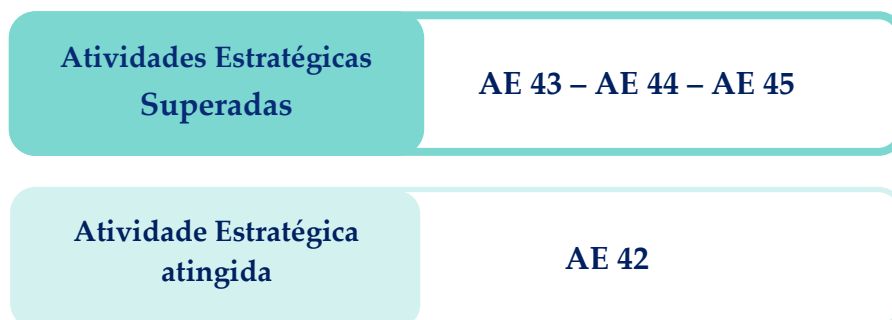 Atividades Estratégicas
Superadas
AE 43 – AE 44 – AE 45
Atividade Estratégica
atingida
AE 42